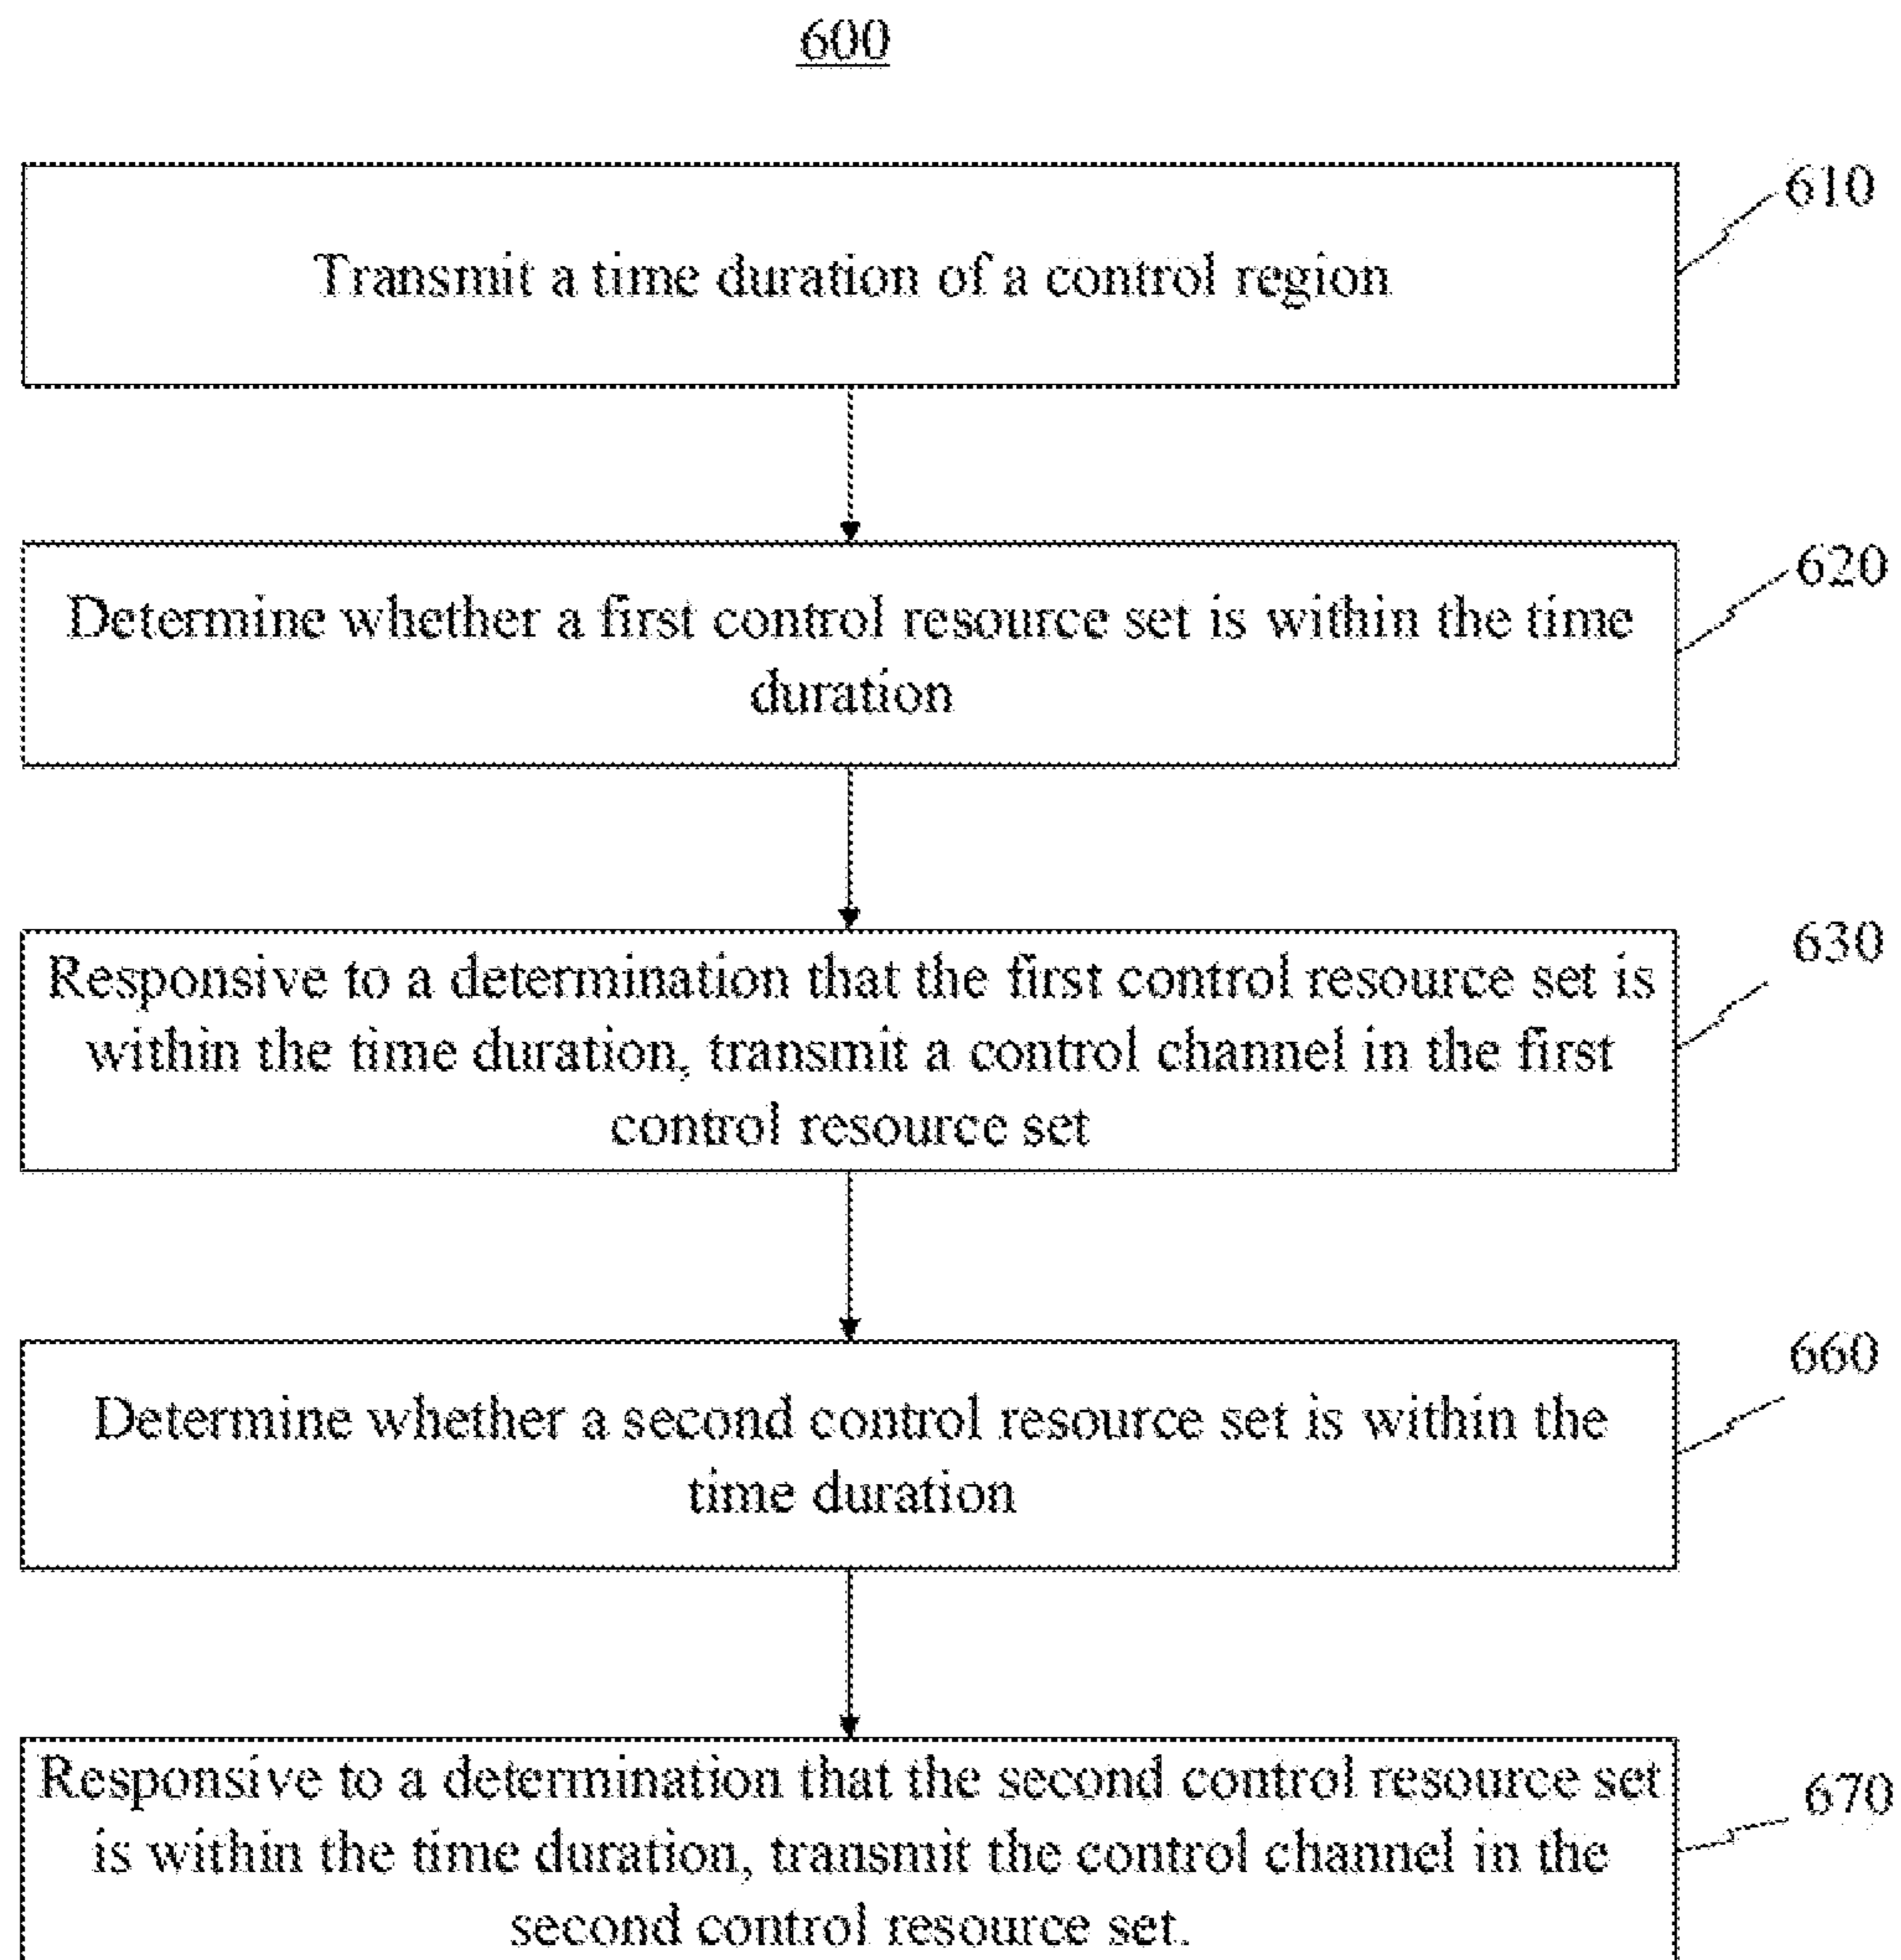 600
Transmit a time duration of a control region
610
Determine whether a first control resource set is within the time
duration
620
Responsive to a determination that the first control resource set is
within the time duration, transmit a control channel in the first
control resource set
630
Determine whether a second control resource set is within the
time duration
660
Responsive to a determination that the second control resource set
is within the time duration, transmit the control channel in the
second control resource set.
670